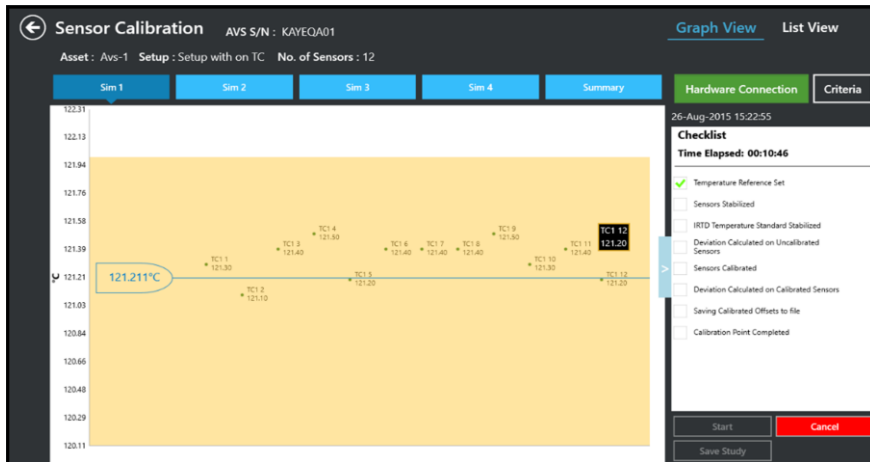 Sensor Calibration AVS S/N : KAYEQA01
Graph View List View
Asset : Avs-1 Setup : Setup with on TC No. of Sensors : 12
Sim 1 Sim 2 Sim 3 Sim 4 Summary
Hardware Connection Criteria
26-Aug-2015 15:22:55
Checklist
Time Elapsed: 00:10:46
Temperature Reference Set
Sensors Stabilized
IRTD Temperature Standard Stabilized
Deviation Calculated on Uncalibrated
Sensors
Sensors Calibrated
Deviation Calculated on Calibrated Sensors
Saving Calibrated Offsets to file
Calibration Point Completed
Start Cancel
Save Study
122.31
122.13
121.94
121.76
121.58
121.39
121.21
121.03
120.84
120.66
120.48
120.29
120.11
°C
121.211°C
TC1 1
121.30
TC1 2
121.10
TC1 3
121.40
TC1 4
121.50
TC1 5
121.20
TC1 6
121.40
TC1 7
121.40
TC1 8
121.40
TC1 9
121.50
TC1 10
121.30
TC1 11
121.40
TC1 12
121.20
TC1 12
121.20
>